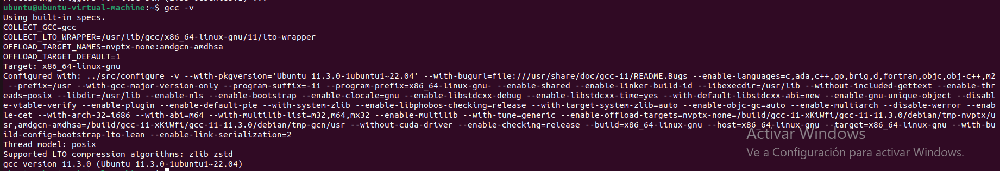 ubuntu@ubuntu-virtual-machine:~$ gcc -v
Using built-in specs.
COLLECT_GCC=gcc
COLLECT_LTO_WRAPPER=/usr/lib/gcc/x86_64-linux-gnu/11/lto-wrapper
OFFLOAD_TARGET_NAMES=nvptx-none:amdgcn-amdhsa
OFFLOAD_TARGET_DEFAULT=1
Target: x86_64-linux-gnu
Configured with: ../src/configure -v --with-pkgversion='Ubuntu 11.3.0-1ubuntu1~22.04' --with-bugurl=file:///usr/share/doc/gcc-11/README.Bugs --enable-languages=c,ada,c++,go,brig,d,fortran,objc,obj-c++,m2
 --prefix=/usr --with-gcc-major-version-only --program-suffix=-11 --program-prefix=x86_64-linux-gnu- --enable-shared --enable-linker-build-id --libexecdir=/usr/lib --without-included-gettext --enable-thr
eads=posix --libdir=/usr/lib --enable-nls --enable-bootstrap --enable-clocale=gnu --enable-libstdcxx-debug --enable-libstdcxx-time=yes --with-default-libstdcxx-abi=new --enable-gnu-unique-object --disabl
e-vtable-verify --enable-plugin --enable-default-pie --with-system-zlib --enable-libphobos-checking=release --with-target-system-zlib=auto --enable-objc-gc=auto --enable-multiarch --disable-werror --enab
le-cet --with-arch-32=i686 --with-abi=m64 --with-multilib-list=m32,m64,mx32 --enable-multilib --with-tune=generic --enable-offload-targets=nvptx-none=/build/gcc-11-xKiWfi/gcc-11-11.3.0/debian/tmp-nvptx/u
sr,amdgcn-amdhsa=/build/gcc-11-xKiWfi/gcc-11-11.3.0/debian/tmp-gcn/usr --without-cuda-driver --enable-checking=release --build=x86_64-linux-gnu --host=x86_64-linux-gnu --target=x86_64-linux-gnu --with-bu
ild-config=bootstrap-lto-lean --enable-link-serialization=2
Thread model: posix
Supported LTO compression algorithms: zlib zstd
gcc version 11.3.0 (Ubuntu 11.3.0-1ubuntu1~22.04)
Activar Windows
Ve a Configuración para activar Windows.